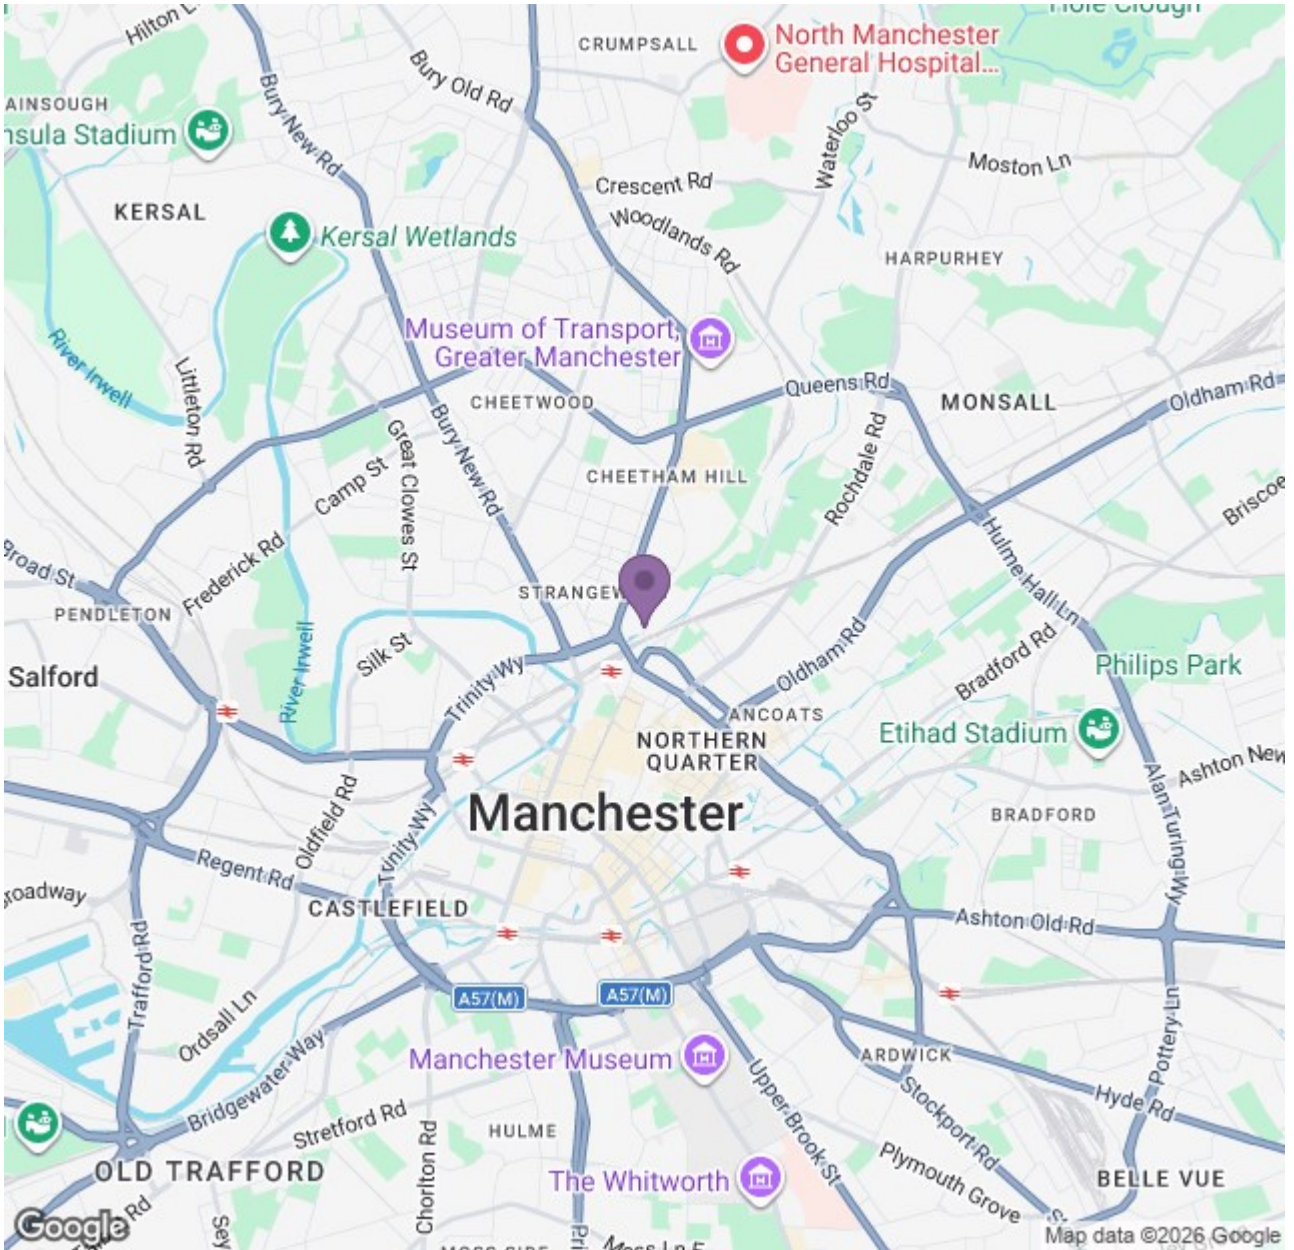 Hilton L
CRUMPSALL
North Manchester
General Hospital...
Hole Clough
AINSOUGH
nsula Stadium
Bury New Rd
Bury Old Rd
Waterloo St
Moston Ln
Crescent Rd
KERSAL
Kersal Wetlands
Woodlands Rd
HARPURHEY
River Irwell
Museum of Transport,
Greater Manchester
Littleton Rd
CHEETWOOD
Queens Rd
MONSALL
Oldham Rd
Great Clowes St
Bury New Rd
Camp St
CHEETHAM HILL
Rochdale Rd
Briscoe
Frederick Rd
Hulme Hall Ln
Broad St
PENDLETON
STRANGEW
Silk St
River Irwell
Salford
Trinity Wy
Oldham Rd
Bradford Rd
Philips Park
ANCOATS
NORTHERN
QUARTER
Etihad Stadium
Ashton New
Oldfield Rd
Trinity Wy
Manchester
BRADFORD
Alan Turing Wy
Regent Rd
roadway
CASTLEFIELD
Ashton Old Rd
Trafford Rd
A57(M)
A57(M)
Ordsall Ln
Bridgewater Way
Manchester Museum
ARDWICK
Pottery Ln
Upper Brook St
Stockport Rd
Hyde Rd
Stretford Rd
Chorlton Rd
HULME
OLD TRAFFORD
The Whitworth
Plymouth Grove
BELLE VUE
Rd
Sey
Pri
Moss Ln E
Google
Map data ©2026 Google